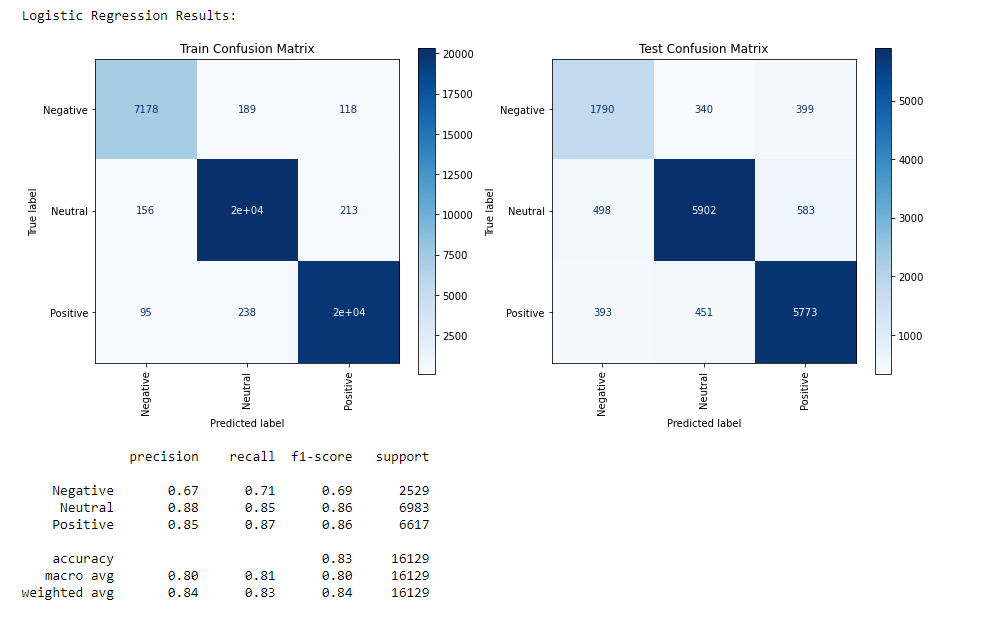 Logistic Regression Results:
Train Confusion Matrix
Negative 7178 189 118
Neutral 156 2e+04 213
Positive 95 238 2e+04
True label
Negative Neutral Positive
Predicted label
20000
17500
15000
12500
10000
7500
5000
2500
Test Confusion Matrix
Negative 1790 340 399
Neutral 498 5902 583
Positive 393 451 5773
True label
Negative Neutral Positive
Predicted label
5000
4000
3000
2000
1000
precision recall f1-score support
Negative 0.67 0.71 0.69 2529
Neutral 0.88 0.85 0.86 6983
Positive 0.85 0.87 0.86 6617
accuracy 0.83 16129
macro avg 0.80 0.81 0.80 16129
weighted avg 0.84 0.83 0.84 16129